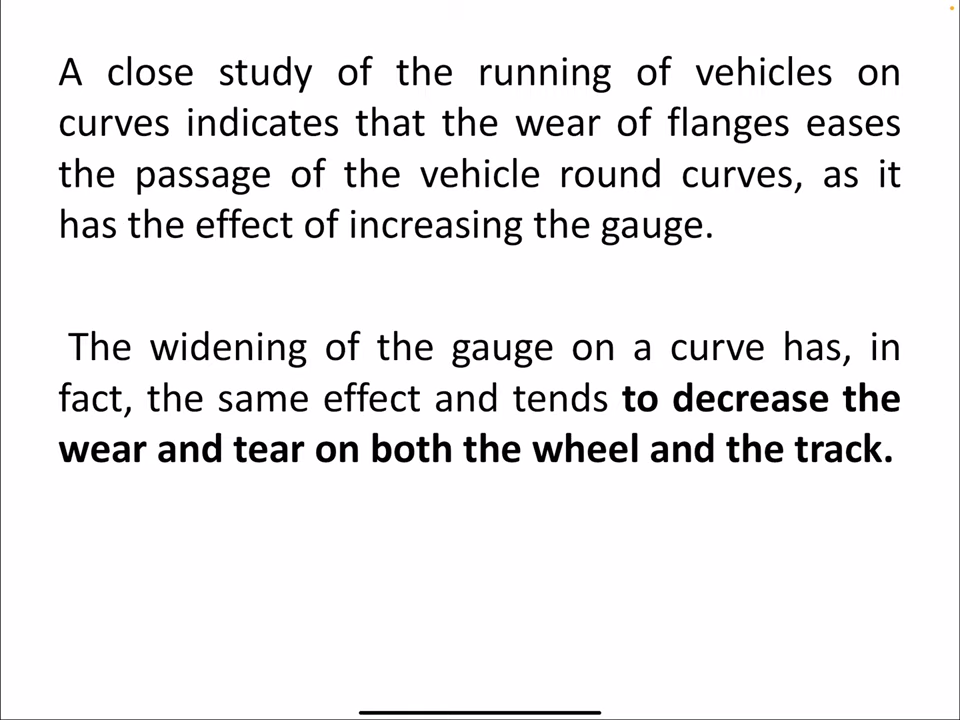 A close study of the running of vehicles on
curves indicates that the wear of flanges eases
the passage of the vehicle round curves, as it
has the effect of increasing the gauge.
The widening of the gauge on a curve has, in
fact, the same effect and tends to decrease the
wear and tear on both the wheel and the track.